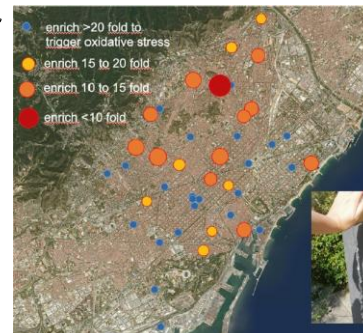 enrich >20 fold to
trigger oxidative stress
enrich 15 to 20 fold
enrich 10 to 15 fold
enrich <10 fold